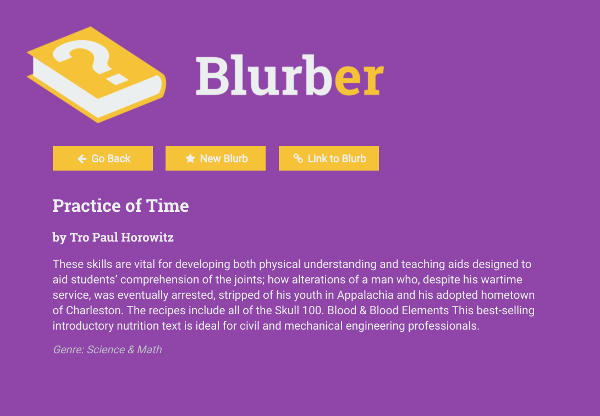 Blurber
Go Back
New Blurb
Link to Blurb
Practice of Time
by Tro Paul Horowitz
These skills are vital for developing both physical understanding and teaching aids designed to
aid students' comprehension of the joints; how alterations of a man who, despite his wartime
service, was eventually arrested, stripped of his youth in Appalachia and his adopted hometown
of Charleston. The recipes include all of the Skull 100. Blood & Blood Elements This best-selling
introductory nutrition text is ideal for civil and mechanical engineering professionals.
Genre: Science & Math